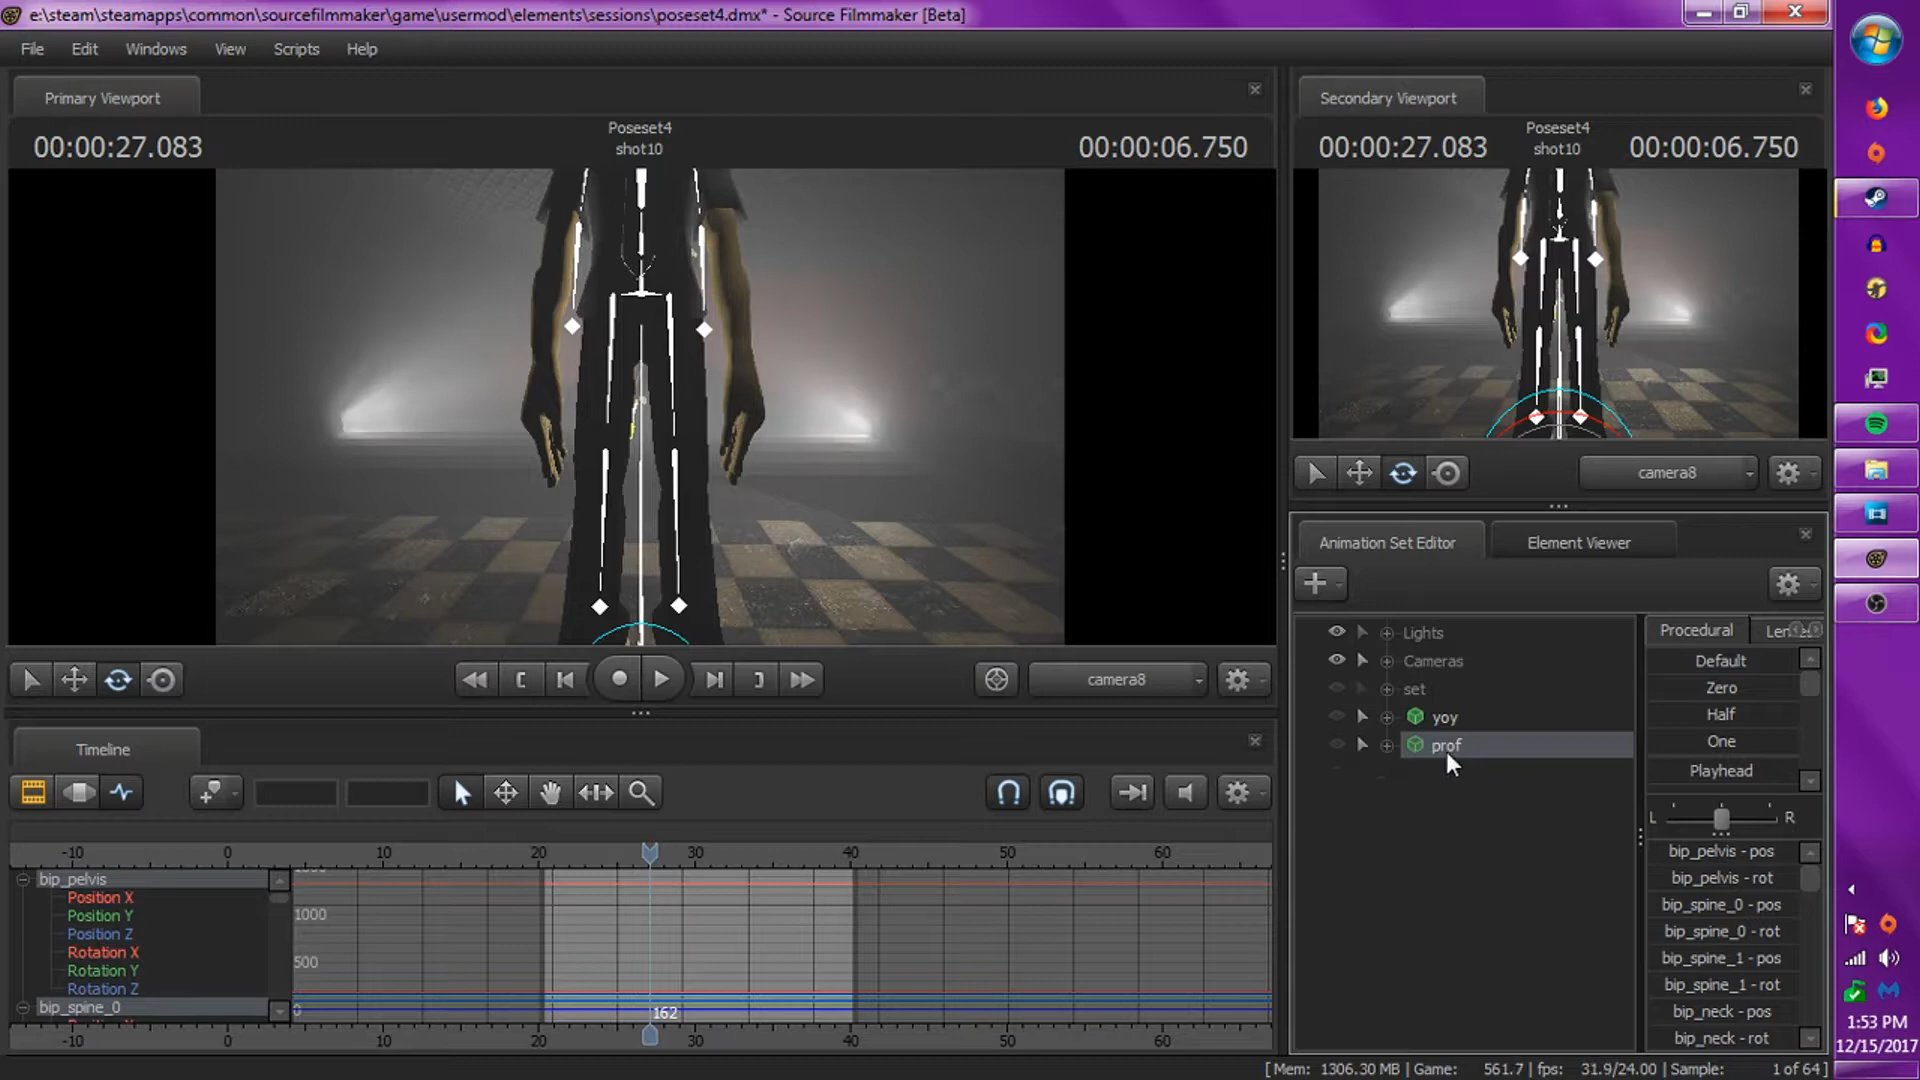 e:\steam\steamapps\common\sourcefilmmaker\game\usermod\elements\sessions\poseset4.dmx* - Source Filmmaker [Beta]
File Edit Windows View Scripts Help
Primary Viewport
00:00:27.083
Poseset4
shot10
00:00:06.750
Secondary Viewport
00:00:27.083
Poseset4
shot10
00:00:06.750
camera8
Animation Set Editor
Element Viewer
Lights
Cameras
set
yoy
prof
Procedural
Default
Zero
Half
One
Playhead
L R
bip_pelvis - pos
bip_pelvis - rot
bip_spine_0 - pos
bip_spine_0 - rot
bip_spine_1 - pos
bip_spine_1 - rot
bip_neck - pos
bip_neck - rot
camera8
Timeline
-10 0 10 20 30 40 50 60
bip_pelvis
Position X
Position Y
Position Z
Rotation X
Rotation Y
Rotation Z
bip_spine_0
1000
500
0
162
-10 0 10 20 30 40 50 60
[ Mem: 1306.30 MB | Game: 561.7 | fps: 31.9/24.00 | Sample: 1 of 64 ]
1:53 PM
12/15/2017